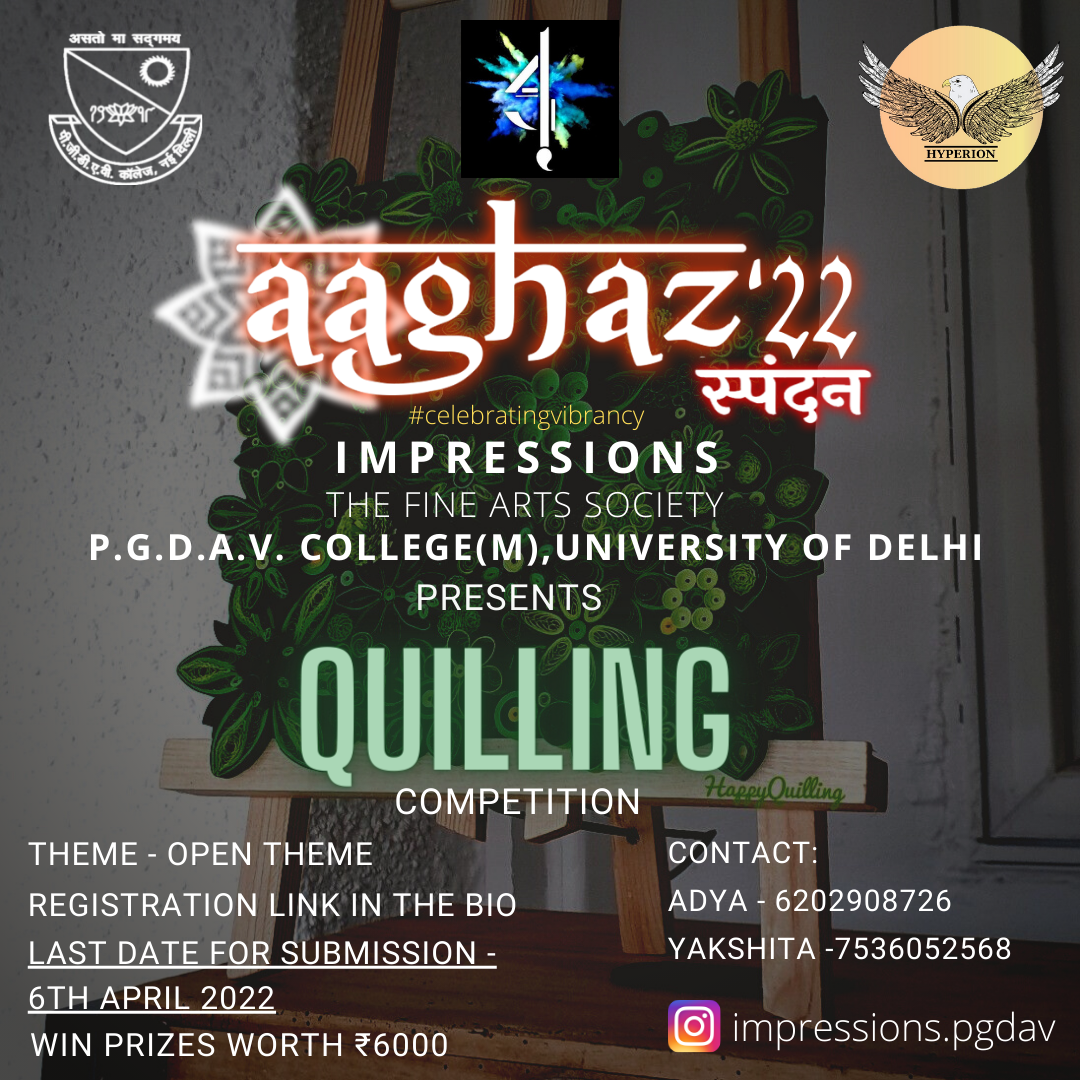 असतो मा सद्गमय
१९५७
पी.जी.डी.ए.वी. कॉलेज, नई दिल्ली
HYPERION
aaghaz'22
स्पंदन
#celebratingvibrancy
IMPRESSIONS
THE FINE ARTS SOCIETY
P.G.D.A.V. COLLEGE(M),UNIVERSITY OF DELHI
PRESENTS
QUILLING
HappyQuilling
COMPETITION
THEME - OPEN THEME
REGISTRATION LINK IN THE BIO
LAST DATE FOR SUBMISSION -
6TH APRIL 2022
WIN PRIZES WORTH ₹6000
CONTACT:
ADYA - 6202908726
YAKSHITA -7536052568
impressions.pgdav